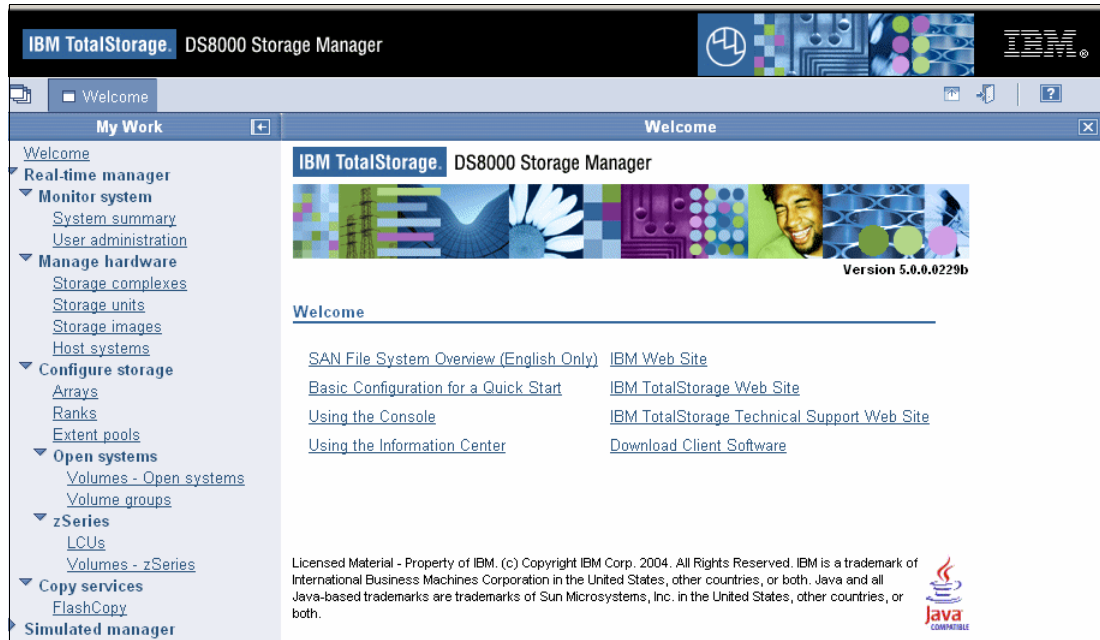 IBM TotalStorage. DS8000 Storage Manager
IBM®
Welcome
?
My Work
Welcome
Welcome
Real-time manager
Monitor system
System summary
User administration
Manage hardware
Storage complexes
Storage units
Storage images
Host systems
Configure storage
Arrays
Ranks
Extent pools
Open systems
Volumes - Open systems
Volume groups
zSeries
LCUs
Volumes - zSeries
Copy services
FlashCopy
Simulated manager
IBM TotalStorage. DS8000 Storage Manager
Version 5.0.0.0229b
Welcome
SAN File System Overview (English Only)
Basic Configuration for a Quick Start
Using the Console
Using the Information Center
IBM Web Site
IBM TotalStorage Web Site
IBM TotalStorage Technical Support Web Site
Download Client Software
Licensed Material - Property of IBM. (c) Copyright IBM Corp. 2004. All Rights Reserved. IBM is a trademark of
International Business Machines Corporation in the United States, other countries, or both. Java and all
Java-based trademarks are trademarks of Sun Microsystems, Inc. in the United States, other countries, or
both.
Java
COMPATIBLE